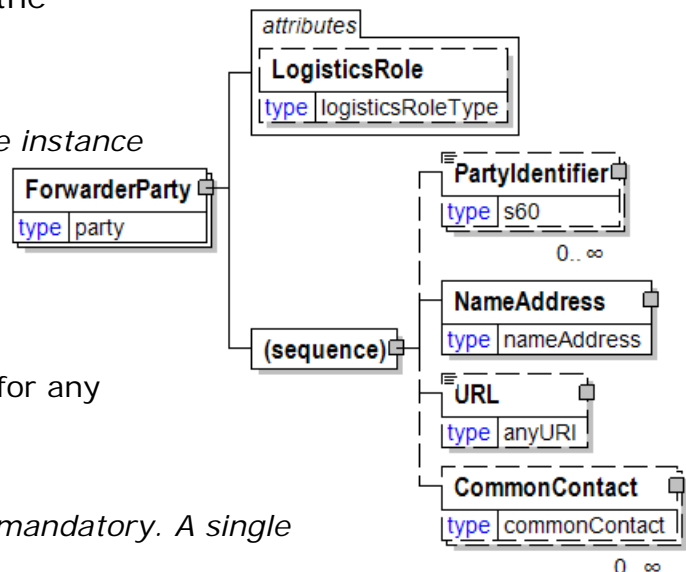 the
attributes
LogisticsRole
type logisticsRoleType
e instance
ForwarderParty
type party
PartyIdentifier
type s60
0..∞
NameAddress
type nameAddress
(sequence)
for any
URL
type anyURI
CommonContact
type commonContact
mandatory. A single
0..∞